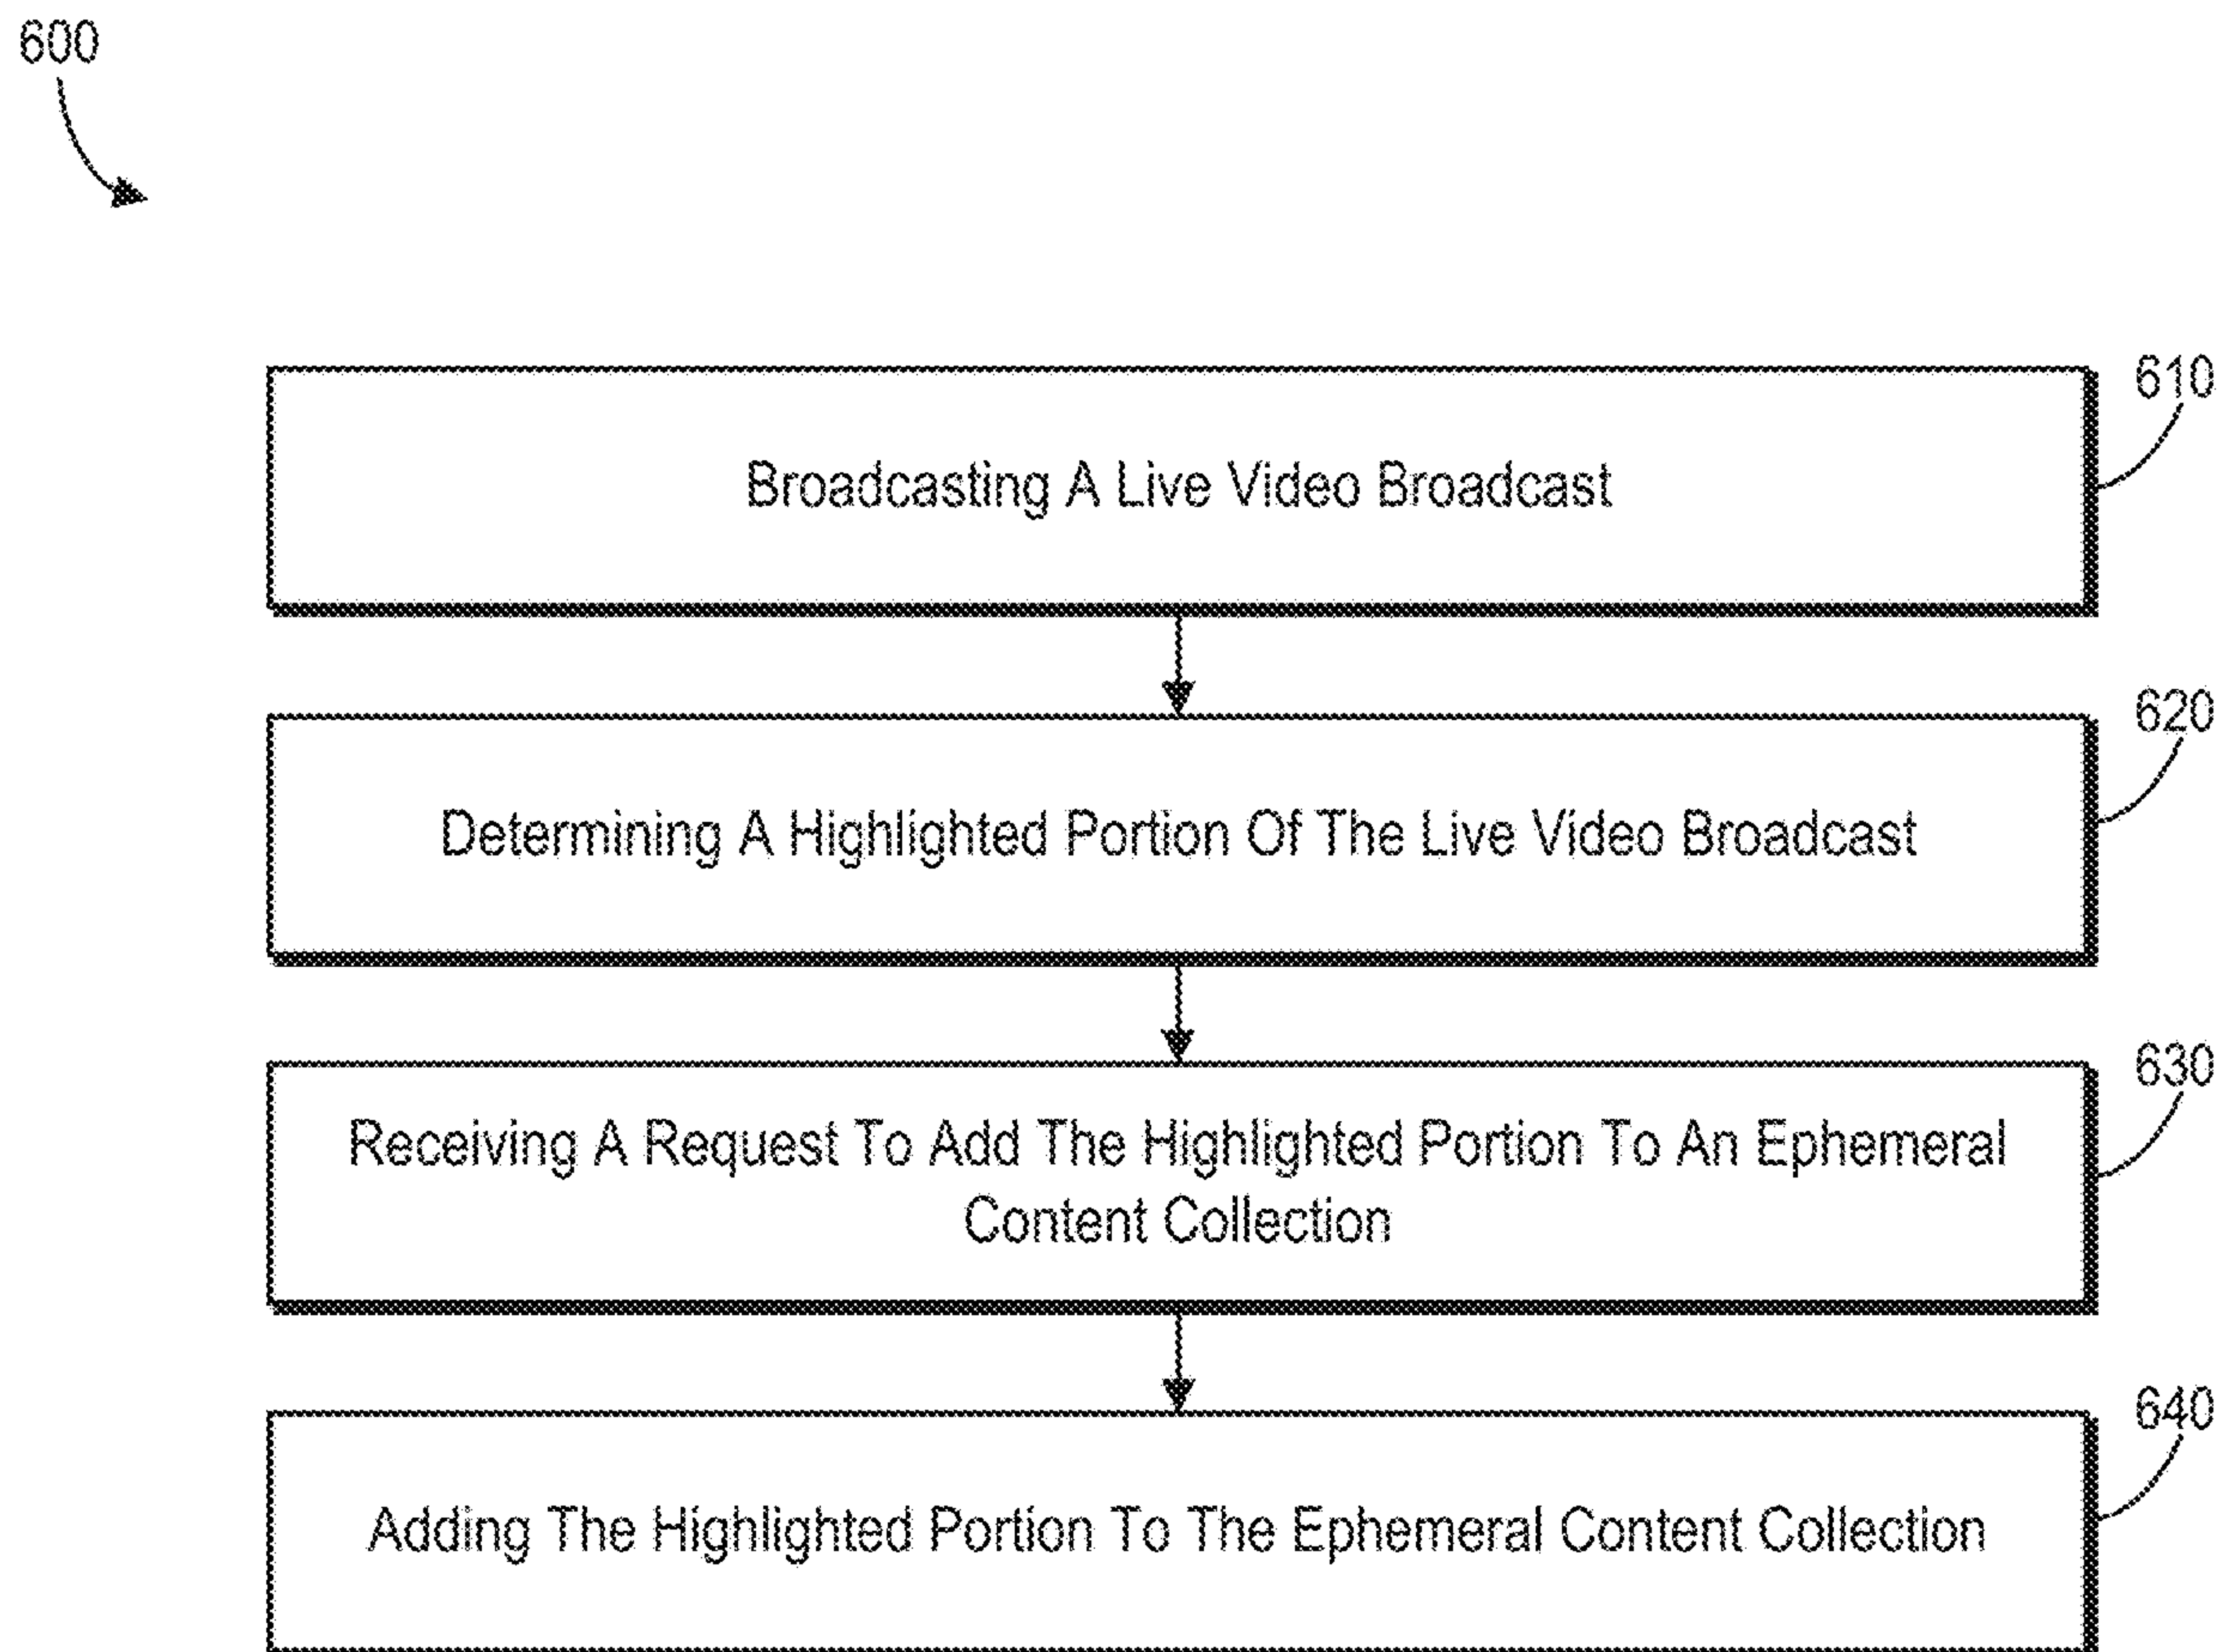 600
610
Broadcasting A Live Video Broadcast
620
Determining A Highlighted Portion Of The Live Video Broadcast
630
Receiving A Request To Add The Highlighted Portion To An Ephemeral
Content Collection
640
Adding The Highlighted Portion To The Ephemeral Content Collection